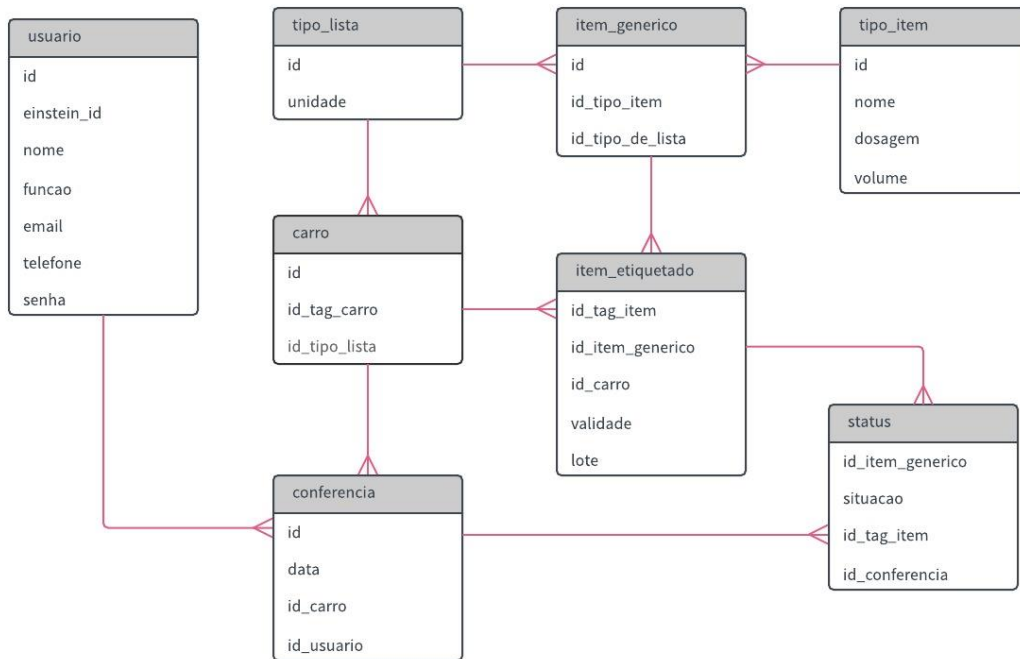 usuario
id
einstein_id
nome
funcao
email
telefone
senha
tipo_lista
id
unidade
item_generico
id
id_tipo_item
id_tipo_de_lista
tipo_item
id
nome
dosagem
volume
carro
id
id_tag_carro
id_tipo_lista
item_etiquetado
id_tag_item
id_item_generico
id_carro
validade
lote
status
id_item_generico
situacao
id_tag_item
id_conferencia
conferencia
id
data
id_carro
id_usuario